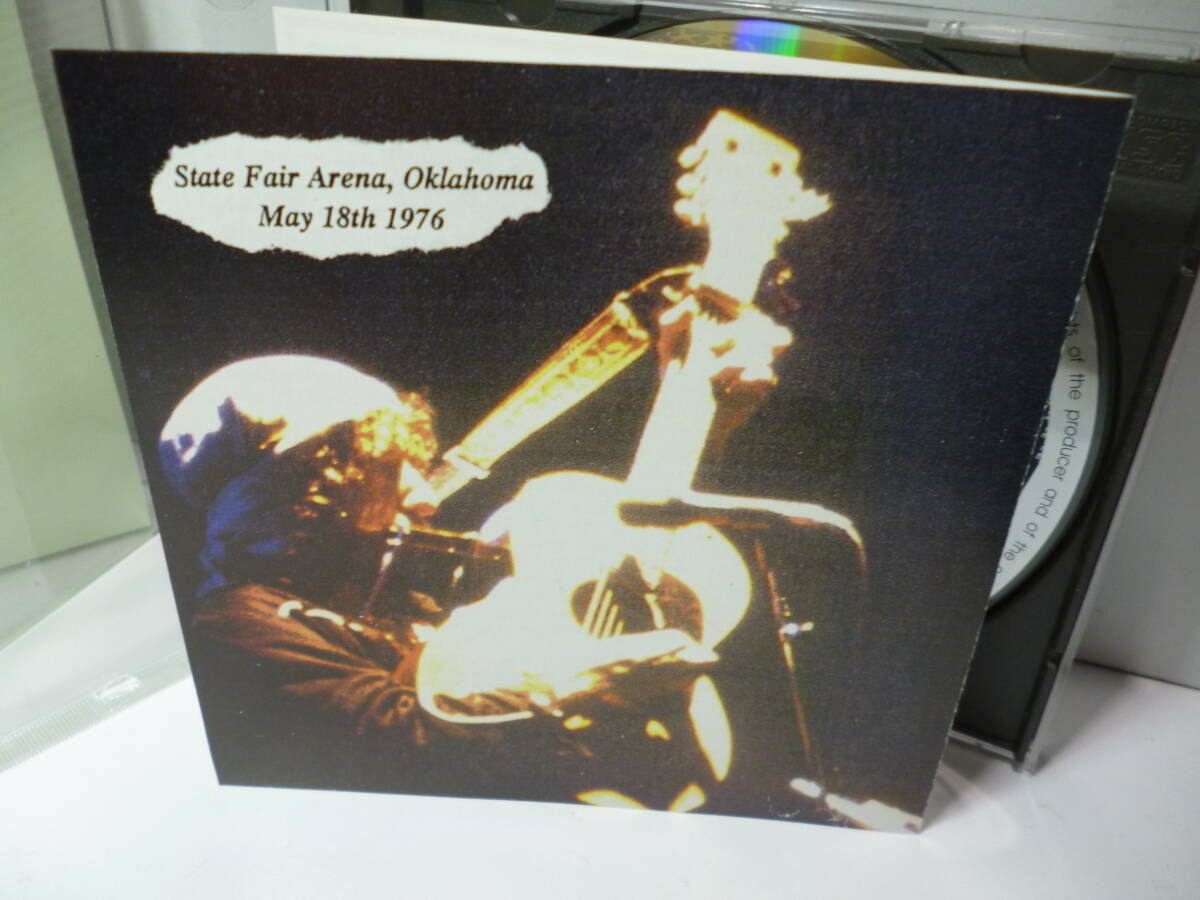 State Fair Arena, Oklahoma
May 18th 1976
of the producer and of the